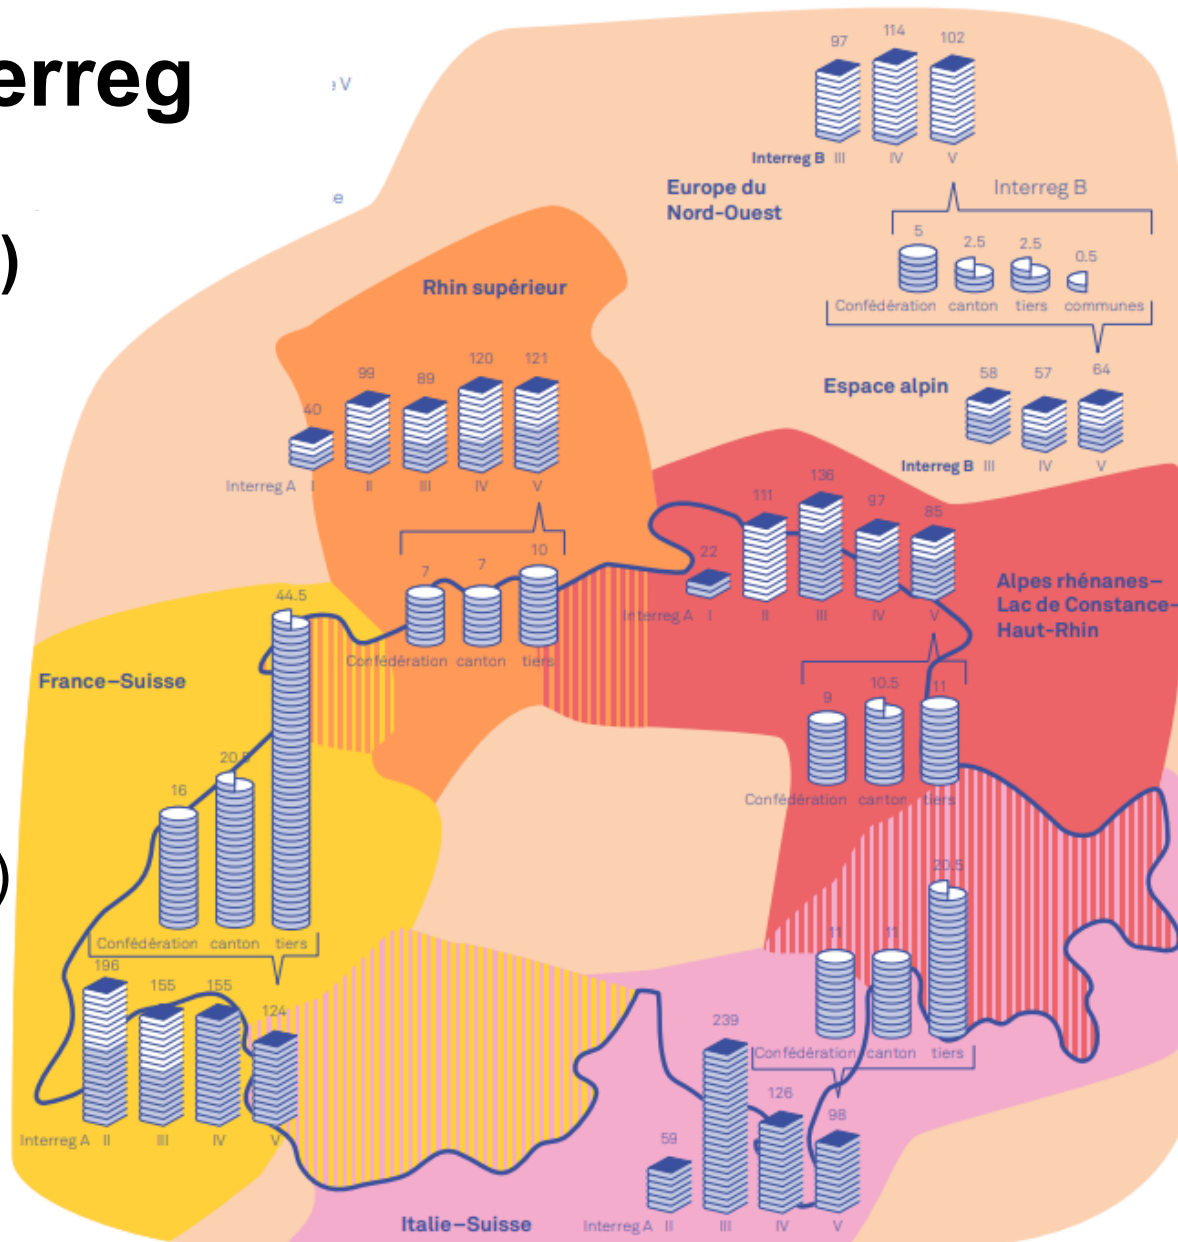 erreg
V
e
)
)
97 114 102
Interreg B III IV V
Europe du
Nord-Ouest
Interreg B
5 2.5 2.5 0.5
Confédération canton tiers communes
Espace alpin
58 57 64
Interreg B III IV V
Rhin supérieur
40 99 89 120 121
Interreg A I II III IV V
7 7 10
Confédération canton tiers
22 111 136 97 85
Interreg A I II III IV V
Alpes rhénanes–
Lac de Constance–
Haut-Rhin
9 10.5 11
Confédération canton tiers
France–Suisse
16 20.5 44.5
Confédération canton tiers
196 155 155 124
Interreg A II III IV V
11 11 20.5
Confédération canton tiers
59 239 126 98
Interreg A II III IV V
Italie–Suisse